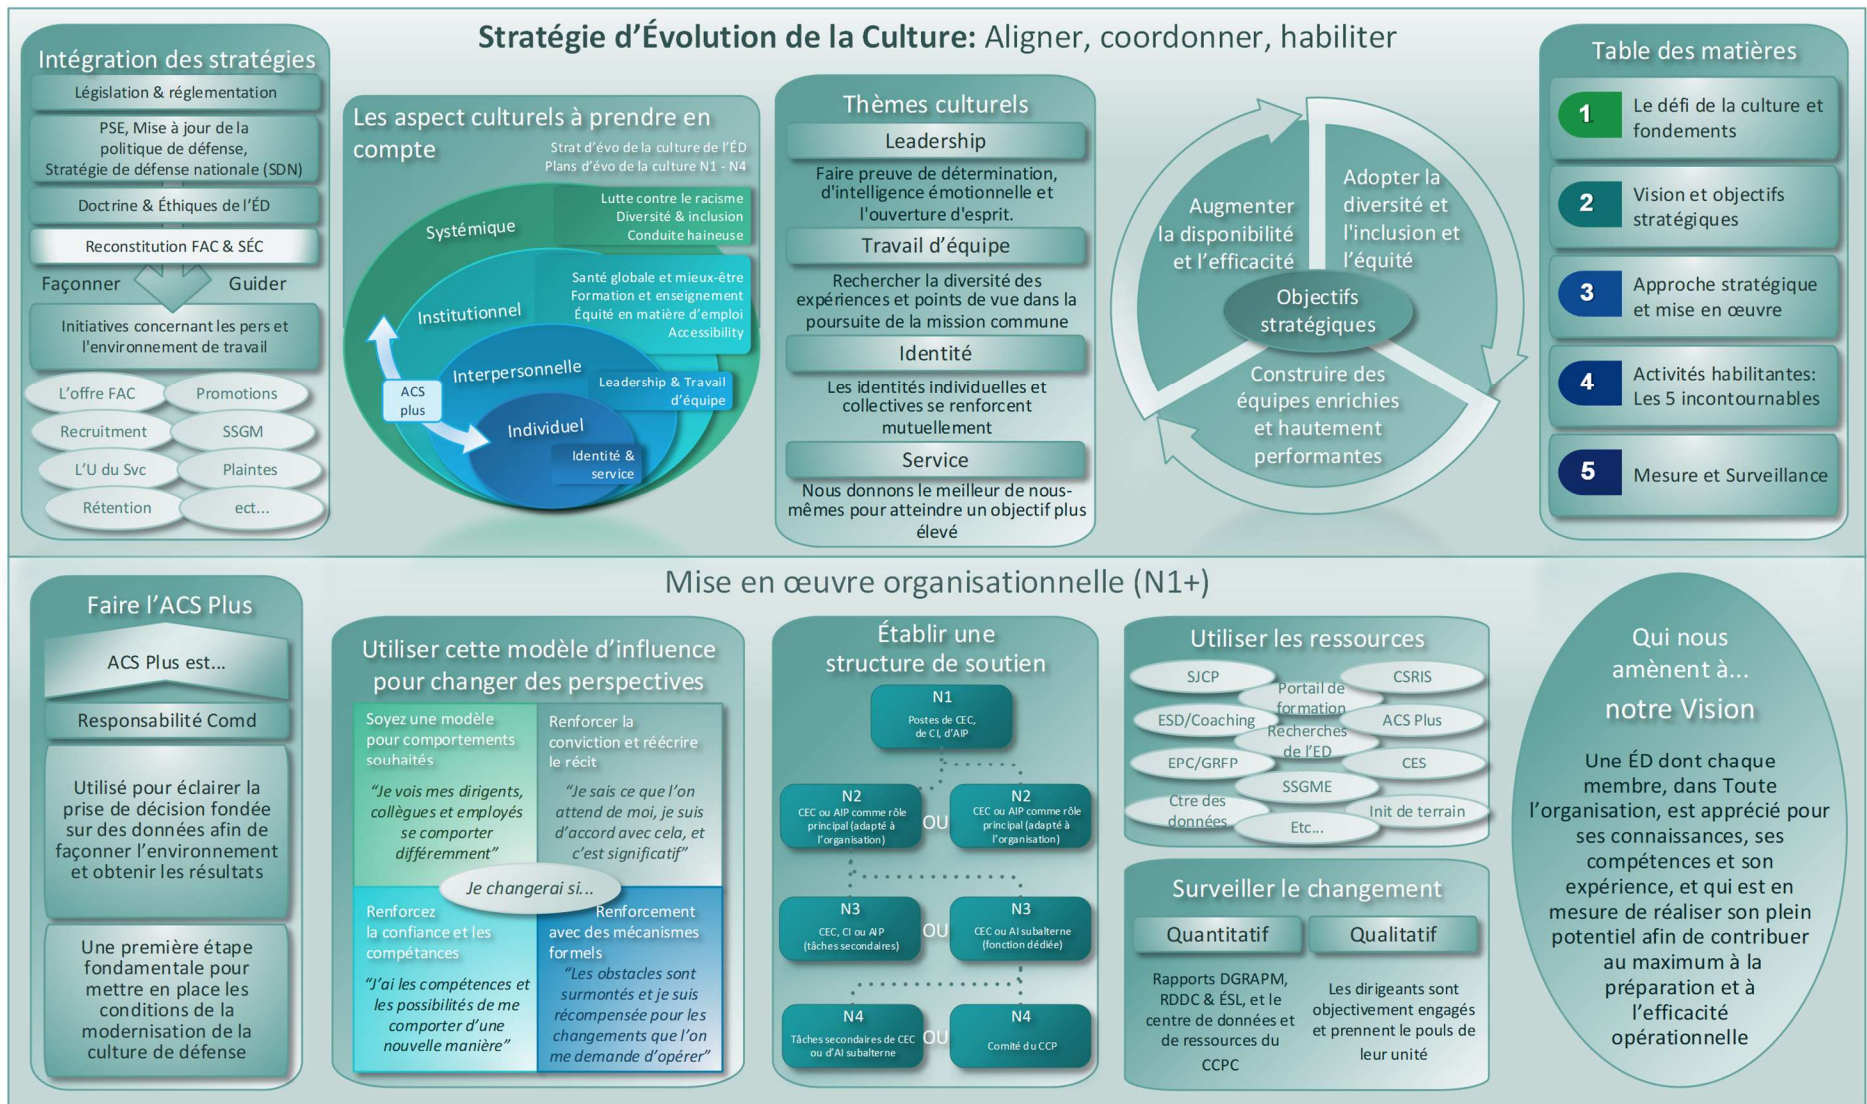 Stratégie d'Évolution de la Culture: Aligner, coordonner, habiliter
Intégration des stratégies
Législation & réglementation
PSE, Mise à jour de la
politique de défense,
Stratégie de défense nationale (SDN)
Doctrine & Éthiques de l'ÉD
Reconstitution FAC & SÉC
Façonner
Guider
Initiatives concernant les pers et
l'environnement de travail
L'offre FAC
Promotions
Recruitment
SSGM
L'U du Svc
Plaintes
Rétention
ect...
Les aspect culturels à prendre en
compte
Strat d'évo de la culture de l'ÉD
Plans d'évo de la culture N1 - N4
Systémique
Lutte contre le racisme
Diversité & inclusion
Conduite haineuse
Institutionnel
Santé globale et mieux-être
Formation et enseignement
Équité en matière d'emploi
Accessibility
Interpersonnelle
Leadership & Travail
d'équipe
ACS
plus
Individuel
Identité &
service
Thèmes culturels
Leadership
Faire preuve de détermination,
d'intelligence émotionnelle et
l'ouverture d'esprit.
Travail d'équipe
Rechercher la diversité des
expériences et points de vue dans la
poursuite de la mission commune
Identité
Les identités individuelles et
collectives se renforcent
mutuellement
Service
Nous donnons le meilleur de nous-
mêmes pour atteindre un objectif plus
élevé
Augmenter
la disponibilité
et l'efficacité
Adopter la
diversité et
l'inclusion et
l'équité
Objectifs
stratégiques
Construire des
équipes enrichies
et hautement
performantes
Table des matières
1
Le défi de la culture et
fondements
2
Vision et objectifs
stratégiques
3
Approche stratégique
et mise en œuvre
4
Activités habilitantes:
Les 5 incontournables
5
Mesure et Surveillance
Mise en œuvre organisationnelle (N1+)
Faire l'ACS Plus
ACS Plus est...
Responsabilité Comd
Utilisé pour éclairer la
prise de décision fondée
sur des données afin de
façonner l'environnement
et obtenir les résultats
Une première étape
fondamentale pour
mettre en place les
conditions de la
modernisation de la
culture de défense
Utiliser cette modèle d'influence
pour changer des perspectives
Soyez une modèle
pour comportements
souhaités
"Je vois mes dirigents,
collègues et employés
se comporter
différemment"
Renforcer la
conviction et réécrire
le récit
"Je sais ce que l'on
attend de moi, je suis
d'accord avec cela, et
c'est significatif"
Je changerai si...
Renforcez
la confiance et les
compétances
"J'ai les compétences et
les possibilités de me
comporter d'une
nouvelle manière"
Renforcement
avec des mécanismes
formels
"Les obstacles sont
surmontés et je suis
récompensée pour les
changements que l'on
me demande d'opérer"
Établir une
structure de soutien
N1
Postes de CEC,
de CI, d'AIP
N2
CEC ou AIP comme rôle
principal (adapté à
l'organisation)
OU
N2
CEC ou AIP comme rôle
principal (adapté à
l'organisation)
N3
CEC, CI ou AIP
(tâches secondaires)
OU
N3
CEC ou AI subalterne
(fonction dédiée)
N4
Tâches secondaires de CEC
ou d'AI subalterne
OU
N4
Comité du CCP
Utiliser les ressources
SJCP
Portail de
formation
CSRIS
ESD/Coaching
Recherches
de l'ED
ACS Plus
EPC/GRFP
SSGME
CES
Ctre des
données
Etc...
Init de terrain
Surveiller le changement
Quantitatif
Rapports DGRAPM,
RDDC & ÉSL, et le
centre de données et
de ressources du
CCPC
Qualitatif
Les dirigeants sont
objectivement engagés
et prennent le pouls de
leur unité
Qui nous
amènent à...
notre Vision
Une ÉD dont chaque
membre, dans Toute
l'organisation, est apprécié pour
ses connaissances, ses
compétences et son
expérience, et qui est en
mesure de réaliser son plein
potentiel afin de contribuer
au maximum à la
préparation et à
l'efficacité
opérationnelle